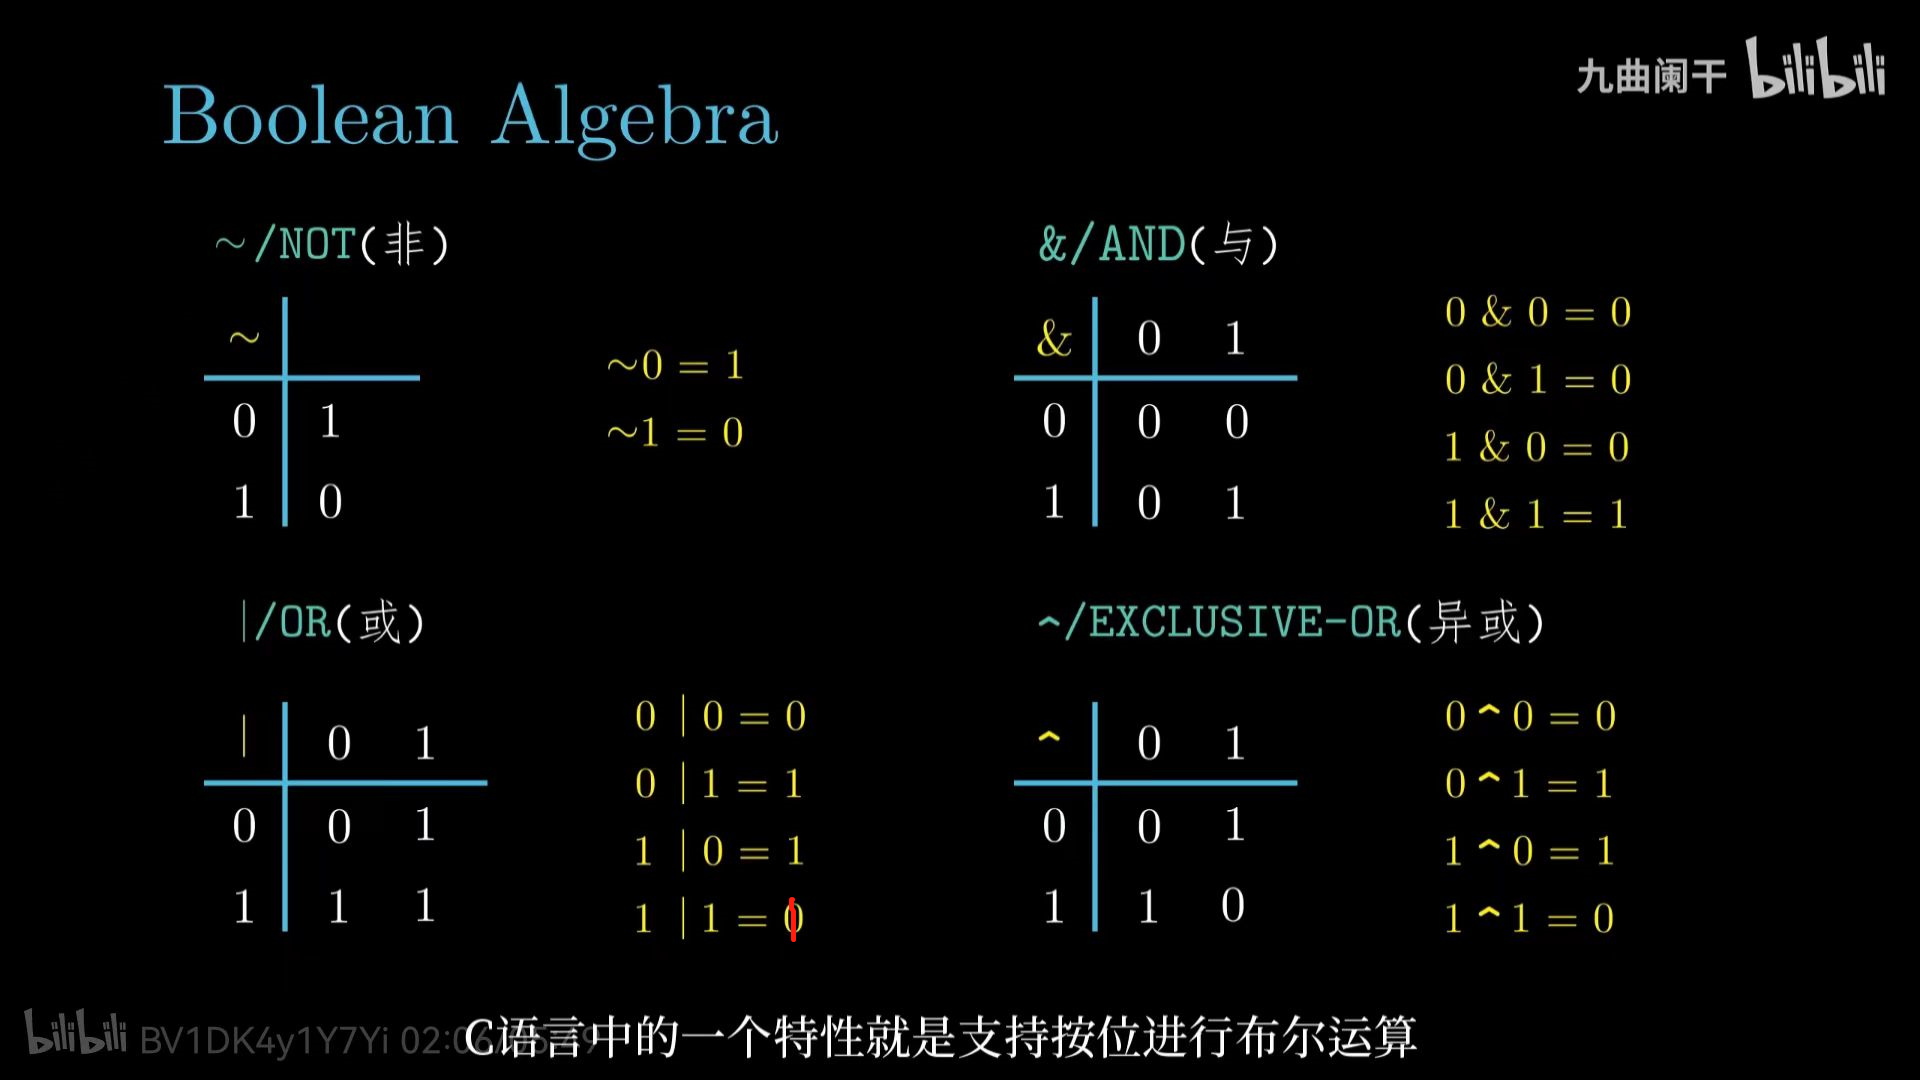 九曲阑干 bilibili
Boolean Algebra
~/NOT(非)
~
0 1
1 0
~0 = 1
~1 = 0
&/AND(与)
& 0 1
0 0 0
1 0 1
0 & 0 = 0
0 & 1 = 0
1 & 0 = 0
1 & 1 = 1
|/OR(或)
| 0 1
0 0 1
1 1 1
0 | 0 = 0
0 | 1 = 1
1 | 0 = 1
1 | 1 = 0
^/EXCLUSIVE-OR(异或)
^ 0 1
0 0 1
1 1 0
0 ^ 0 = 0
0 ^ 1 = 1
1 ^ 0 = 1
1 ^ 1 = 0
bilibili BV1DK4y1Y7Yi
C语言中的一个特性就是支持按位进行布尔运算